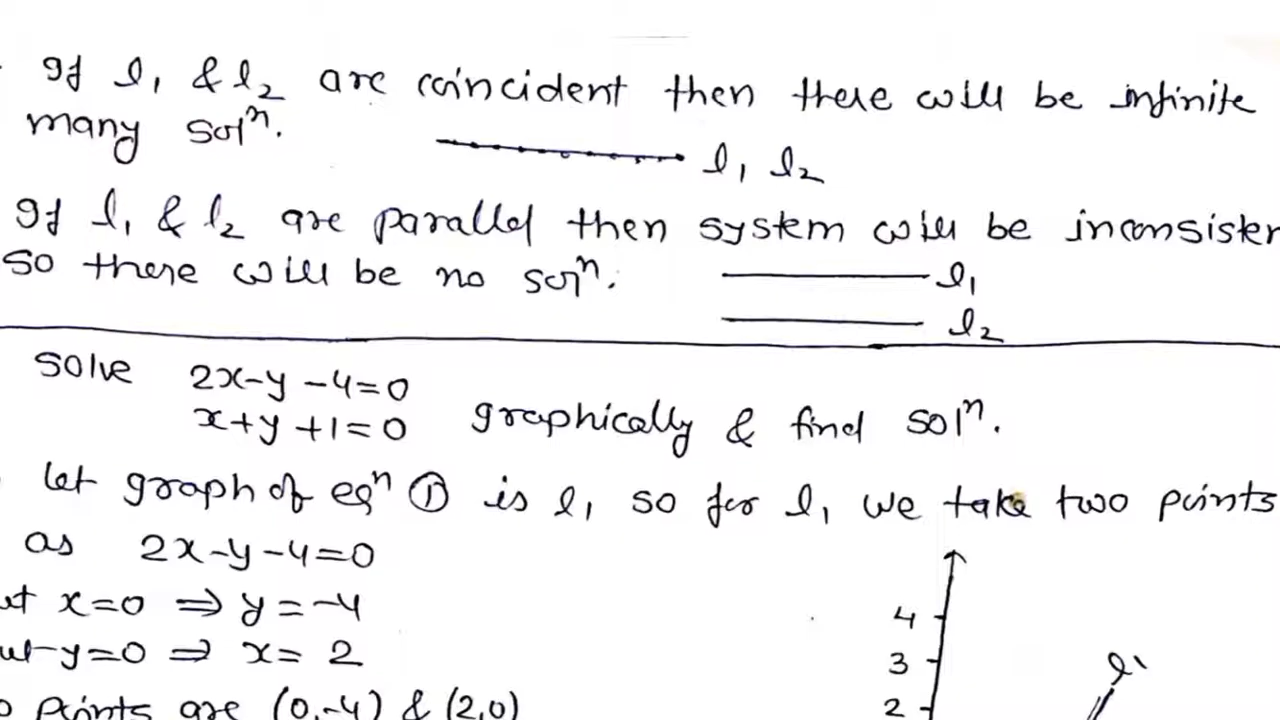 If l₁ & l₂ are coincident then there will be infinite
many solⁿ.
l₁ l₂
If l₁ & l₂ are parallel then system will be inconsister
So there will be no solⁿ.
l₁
l₂
Solve 2x-y-4=0
x+y+1=0 graphically & find solⁿ.
let graph of eqⁿ ① is l₁ so for l₁ we take two points
as 2x-y-4=0
ut x=0 ⇒ y=-4
ut y=0 ⇒ x=2
o points are (0,-4) & (2,0)
4
3
l₁
2